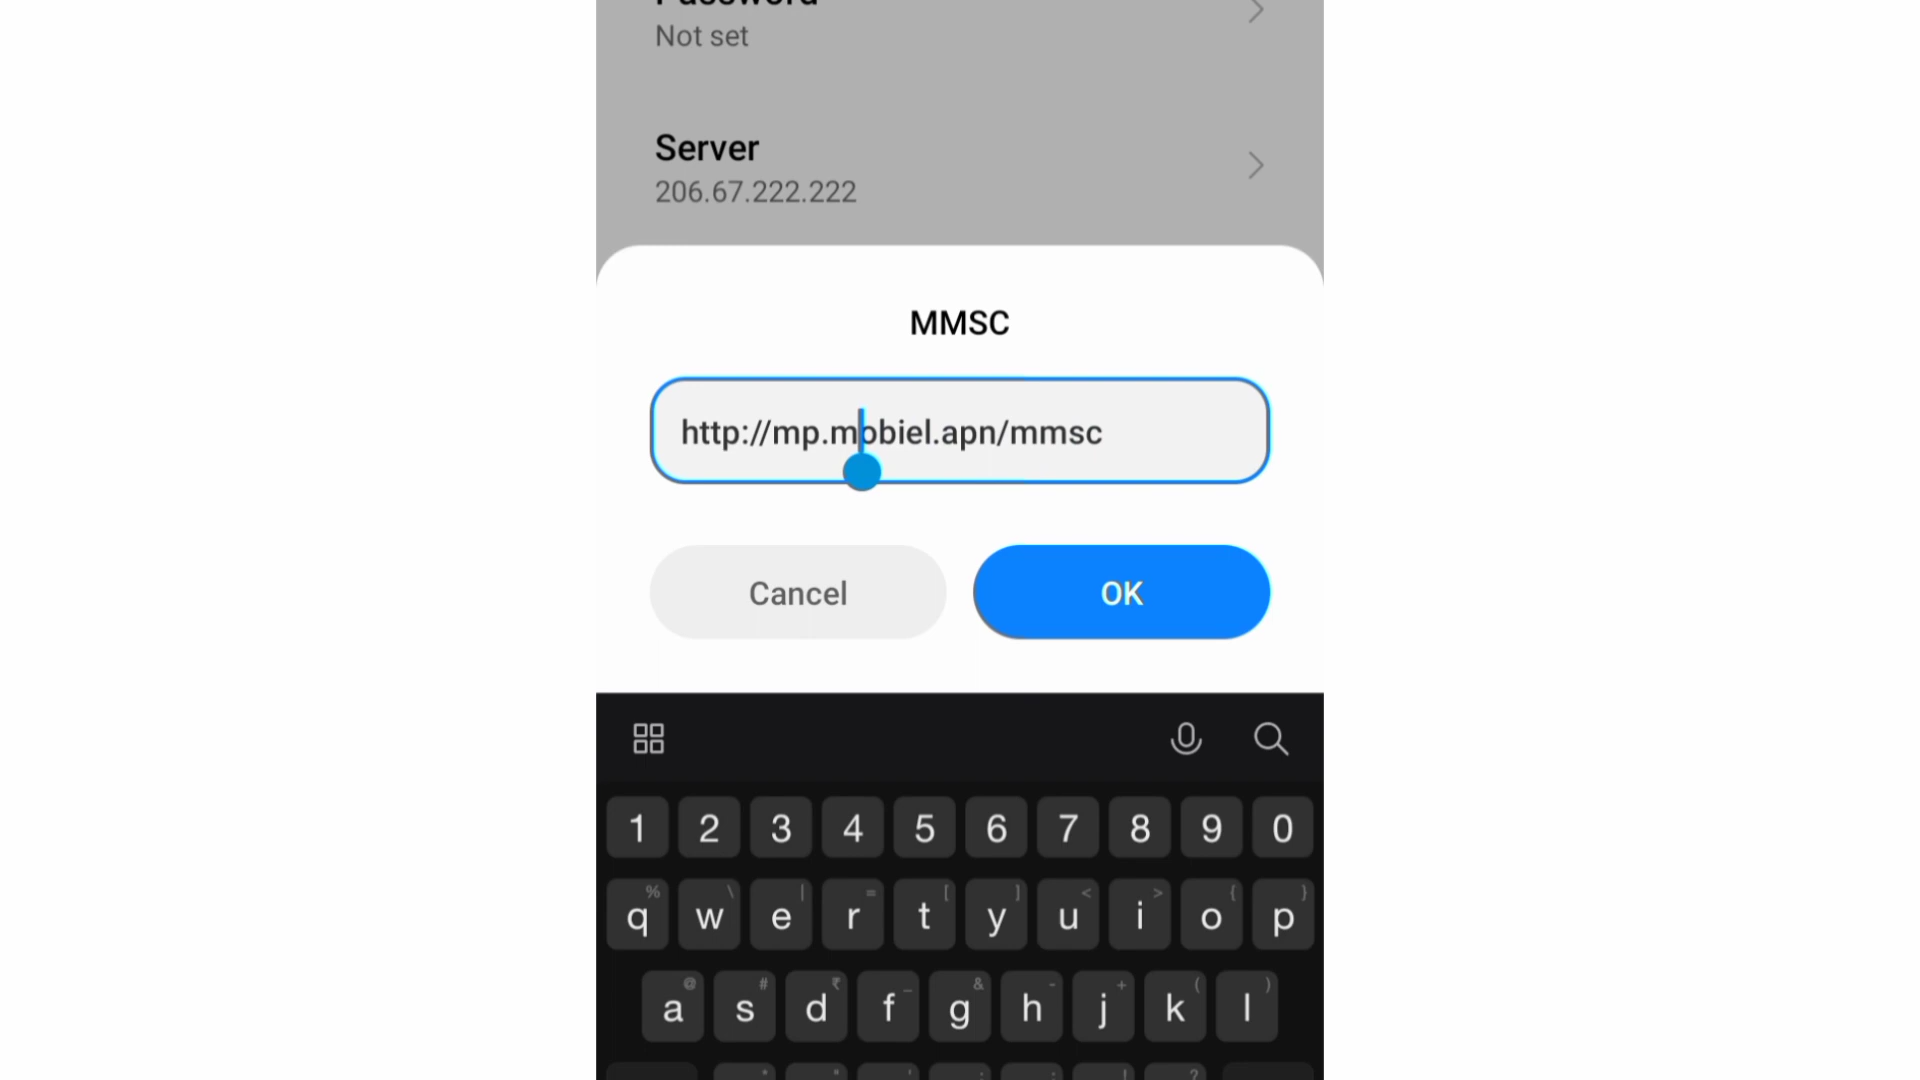 Password
Not set
Server
206.67.222.222
MMSC
http://mp.mobiel.apn/mmsc
Cancel
OK
1 2 3 4 5 6 7 8 9 0
% \ | = [ ] < > { }
q w e r t y u i o p
@ # ₹ _ & - + ( )
a s d f g h j k l